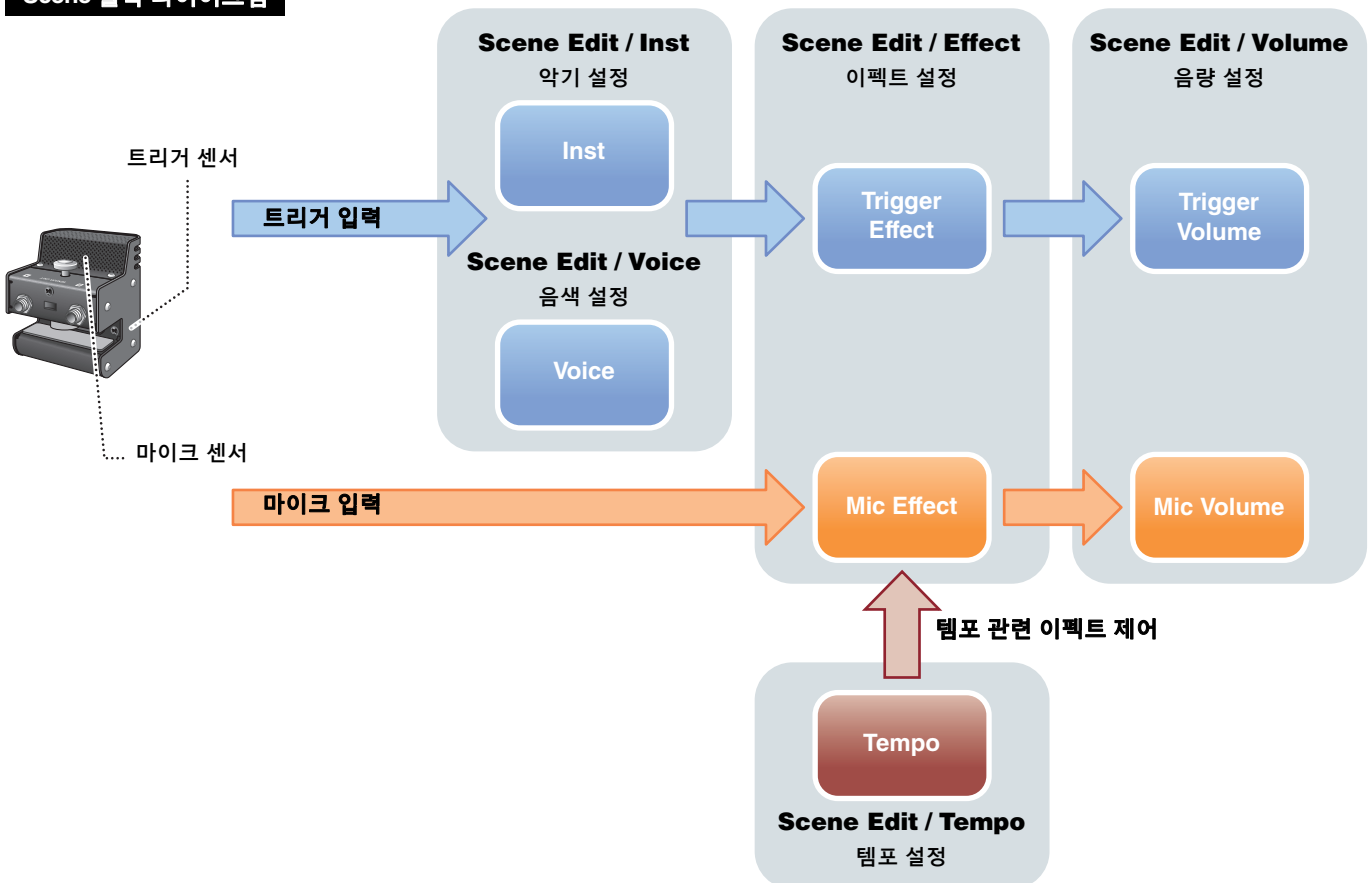 Scene Edit / Inst
악기 설정
Inst
Scene Edit / Voice
음색 설정
Voice
Scene Edit / Effect
이펙트 설정
Trigger
Effect
Mic Effect
Scene Edit / Volume
음량 설정
Trigger
Volume
Mic Volume
트리거 센서
트리거 입력
마이크 센서
마이크 입력
템포 관련 이펙트 제어
Tempo
Scene Edit / Tempo
템포 설정